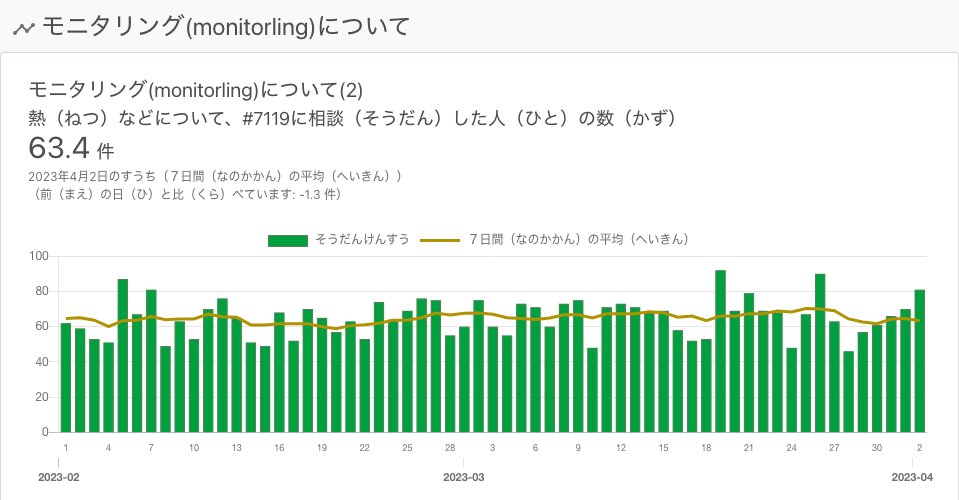 モニタリング(monitorling)について
モニタリング(monitorling)について(2)
熱（ねつ）などについて、#7119に相談（そうだん）した人（ひと）の数（かず）
63.4 件
2023年4月2日のすうち（７日間（なのかかん）の平均（へいきん））
（前（まえ）の日（ひ）と比（くら）べています: -1.3 件）
そうだんけんすう ７日間（なのかかん）の平均（へいきん）
100
80
60
40
20
0
1 4 7 10 13 16 19 22 25 28 3 6 9 12 15 18 21 24 27 30 2
2023-02 2023-03 2023-04